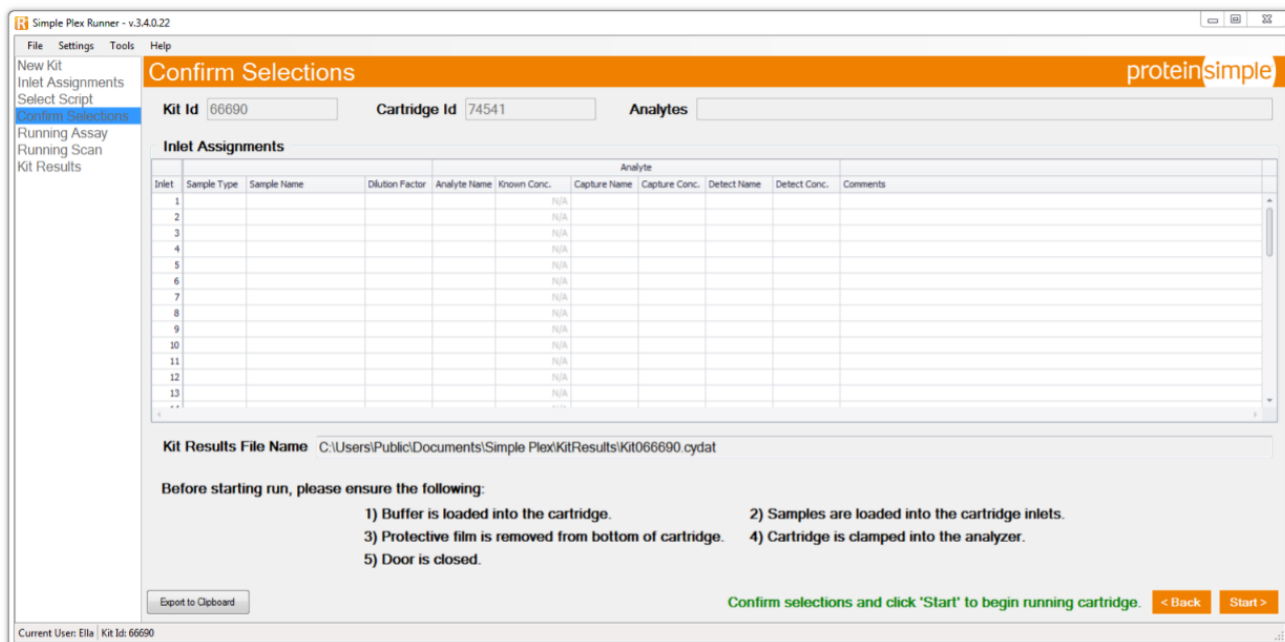 Simple Plex Runner - v.3.4.0.22
File Settings Tools Help
New Kit
Inlet Assignments
Select Script
Confirm Selections
Running Assay
Running Scan
Kit Results
Confirm Selections
protein(simple)
Kit Id 66690 Cartridge Id 74541 Analytes
Inlet Assignments
Analyte
Inlet Sample Type Sample Name Dilution Factor Analyte Name Known Conc. Capture Name Capture Conc. Detect Name Detect Conc. Comments
1 N/A
2 N/A
3 N/A
4 N/A
5 N/A
6 N/A
7 N/A
8 N/A
9 N/A
10 N/A
11 N/A
12 N/A
13 N/A
Kit Results File Name C:\Users\Public\Documents\Simple Plex\KitResults\Kit066690.cydat
Before starting run, please ensure the following:
1) Buffer is loaded into the cartridge. 2) Samples are loaded into the cartridge inlets.
3) Protective film is removed from bottom of cartridge. 4) Cartridge is clamped into the analyzer.
5) Door is closed.
Export to Clipboard Confirm selections and click 'Start' to begin running cartridge. < Back Start >
Current User: Ella Kit Id: 66690